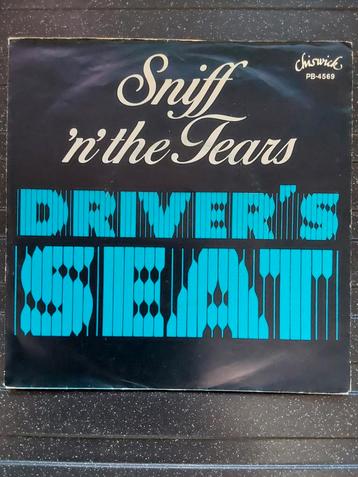 Sniff
'n' the Tears
chiswick
PB-4569
DRIVER'S
SEAT